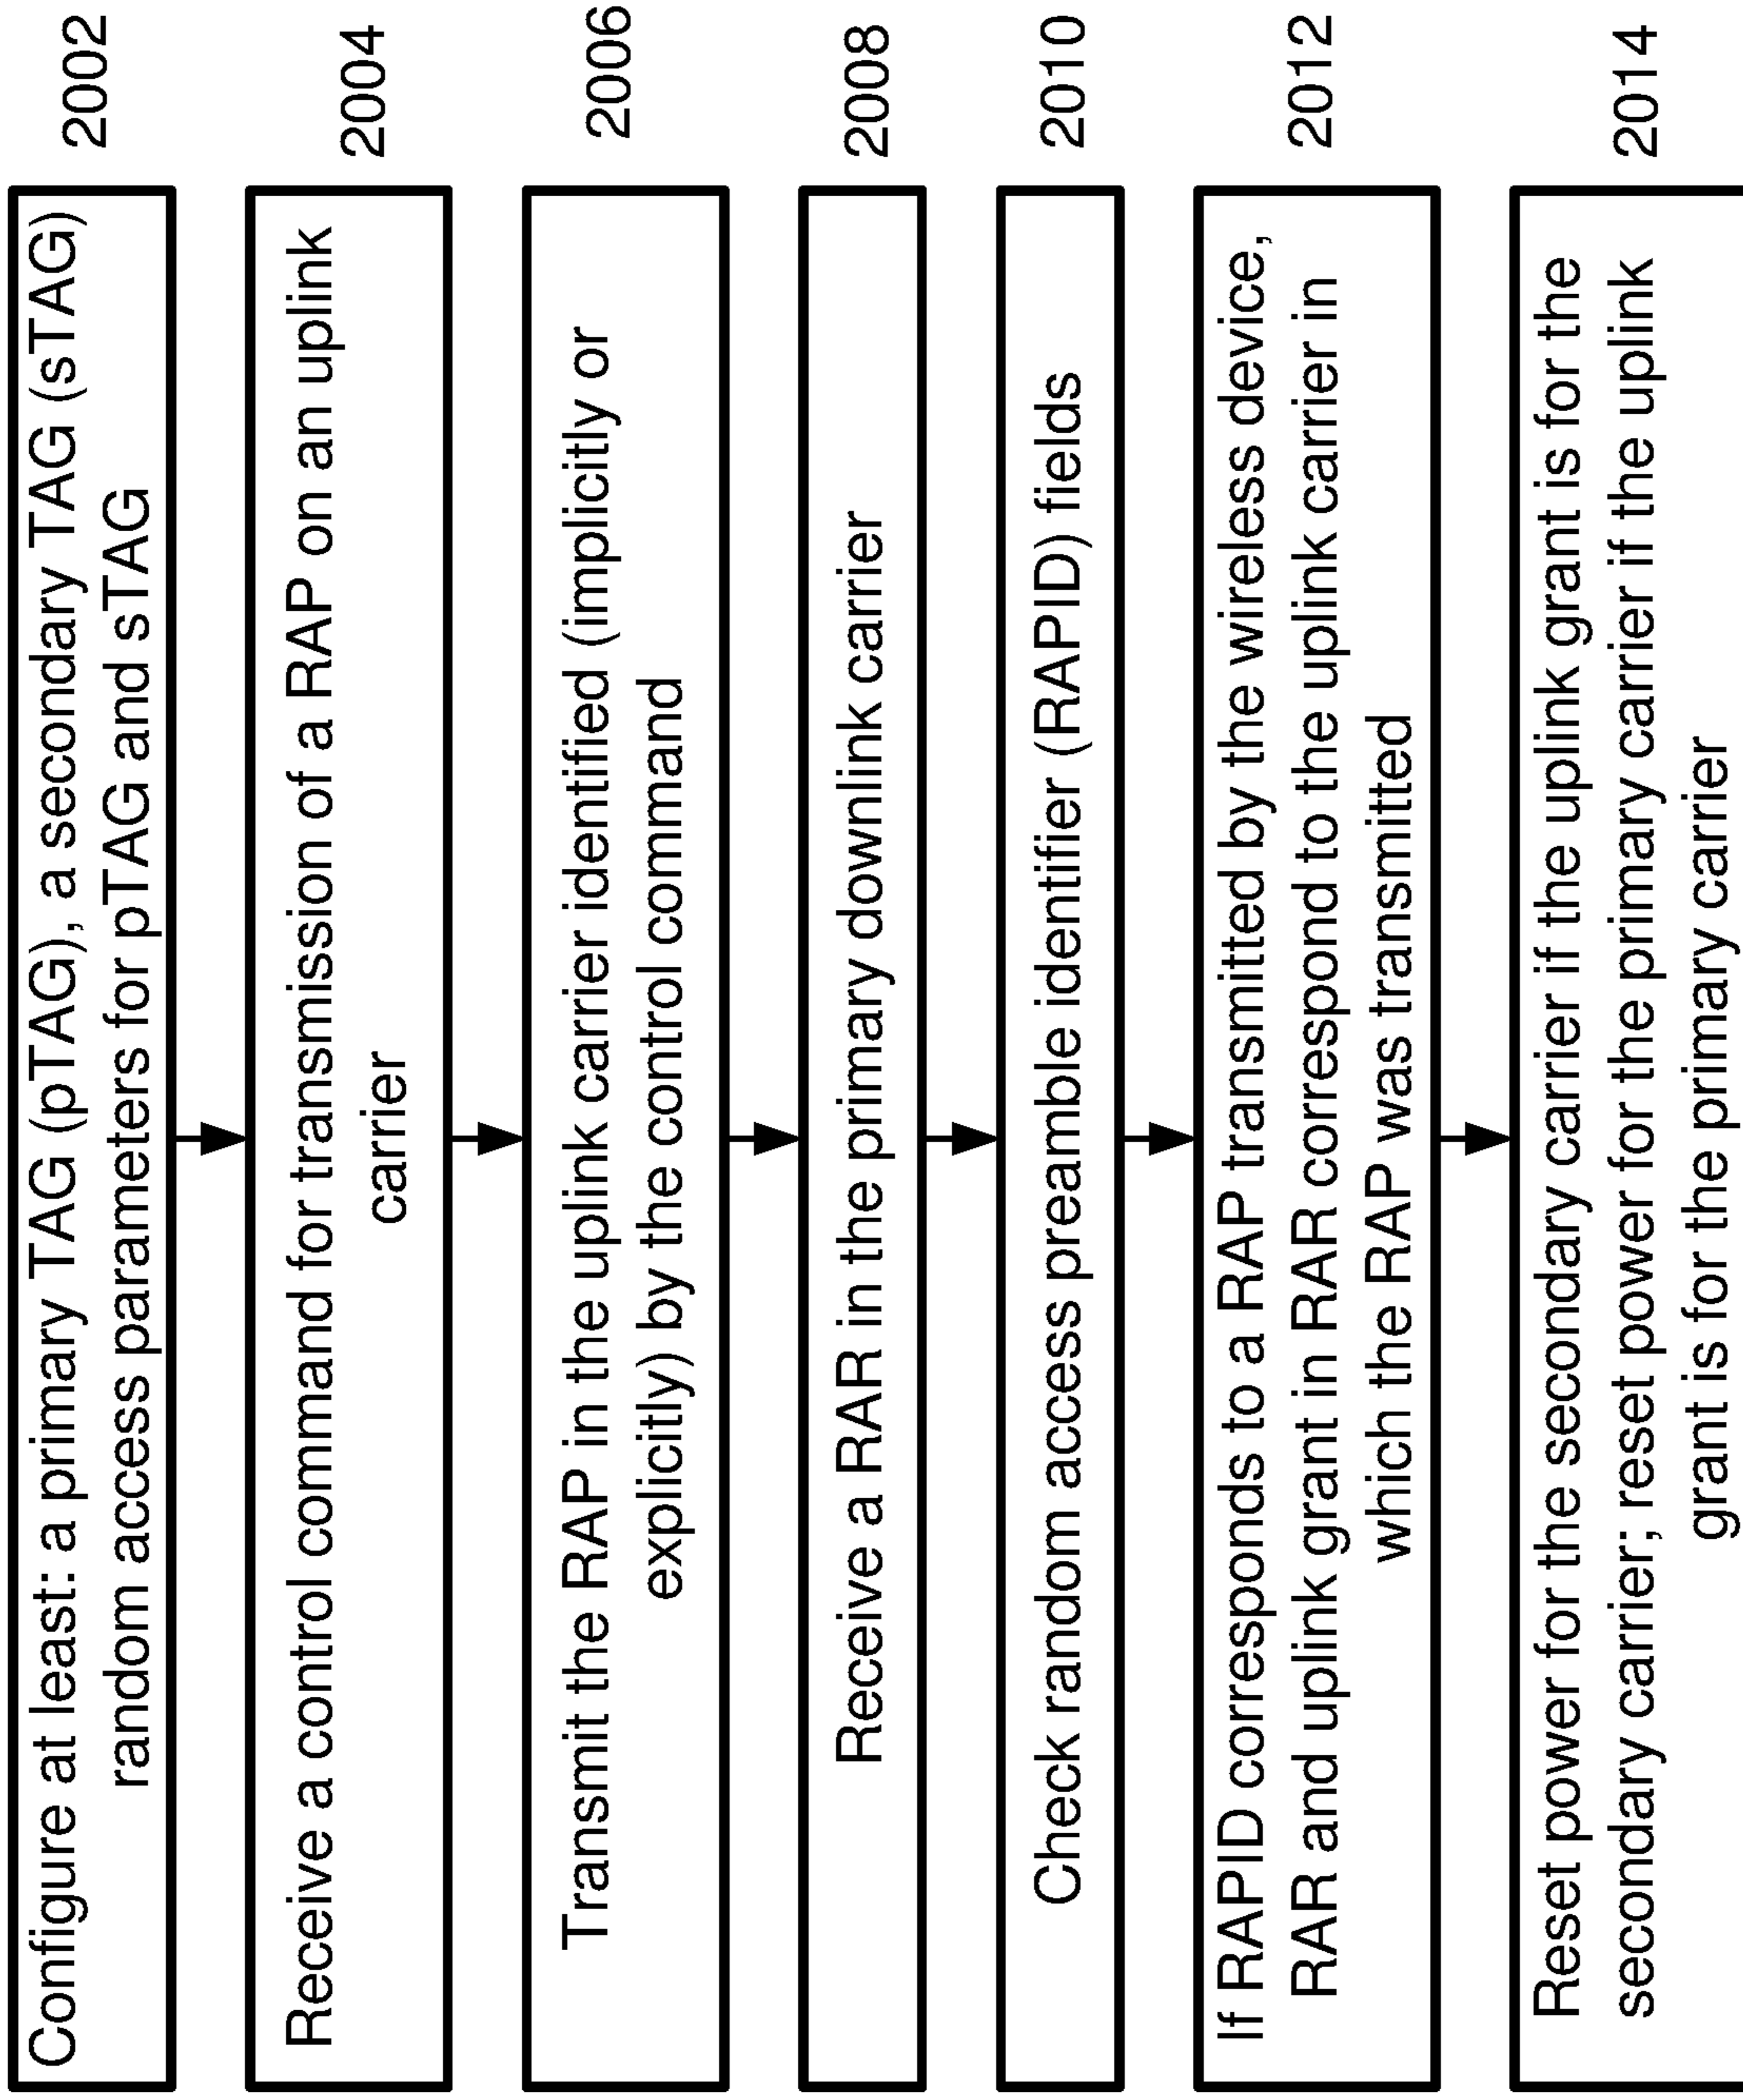 Configure at least: a primary TAG (pTAG), a secondary TAG (sTAG)
random access parameters for pTAG and sTAG
2002
Receive a control command for transmission of a RAP on an uplink
carrier
2004
Transmit the RAP in the uplink carrier identified (implicitly or
explicitly) by the control command
2006
Receive a RAR in the primary downlink carrier
2008
Check random access preamble identifier (RAPID) fields
2010
If RAPID corresponds to a RAP transmitted by the wireless device,
RAR and uplink grant in RAR correspond to the uplink carrier in
which the RAP was transmitted
2012
Reset power for the secondary carrier if the uplink grant is for the
secondary carrier; reset power for the primary carrier if the uplink
grant is for the primary carrier
2014